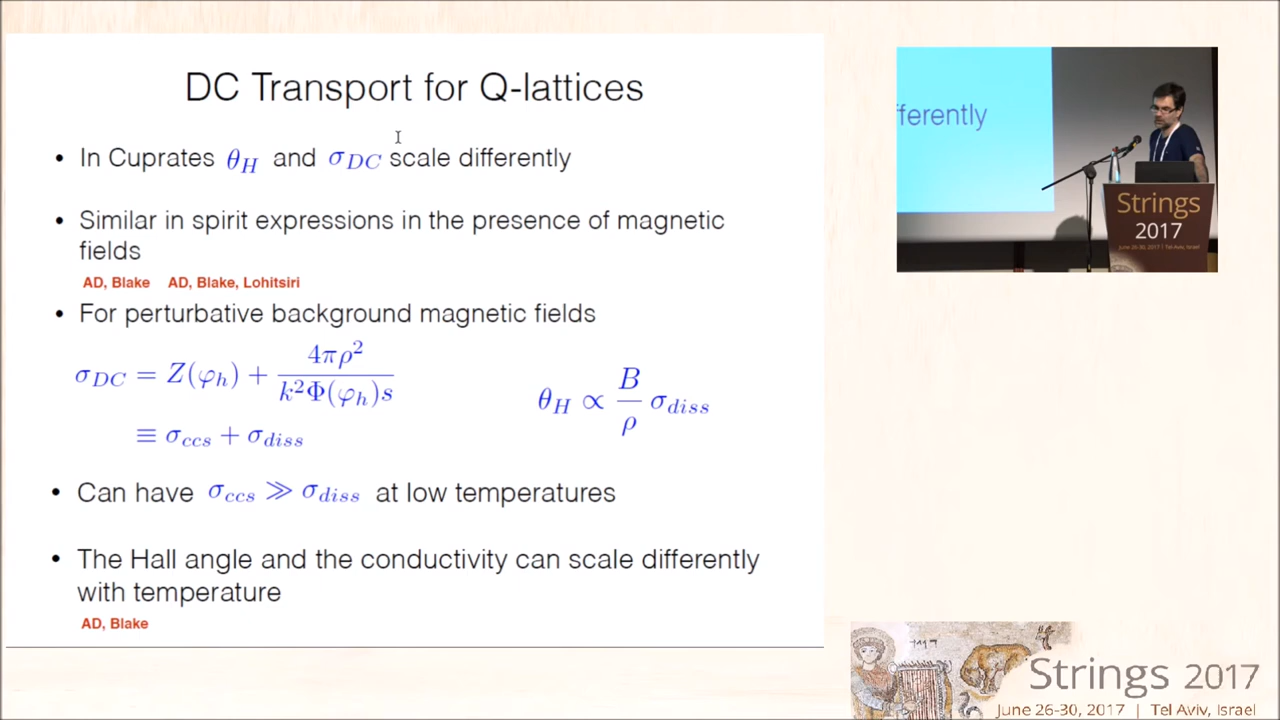 DC Transport for Q-lattices
• In Cuprates θ_H and σ_DC scale differently
• Similar in spirit expressions in the presence of magnetic
fields
AD, Blake AD, Blake, Lohitsiri
• For perturbative background magnetic fields
σ_DC = Z(φ_h) + 4πρ² / k²Φ(φ_h)s
≡ σ_ccs + σ_diss
θ_H ∝ B/ρ σ_diss
• Can have σ_ccs ≫ σ_diss at low temperatures
• The Hall angle and the conductivity can scale differently
with temperature
AD, Blake
fferently
Strings
2017
June 26-30, 2017 | Tel Aviv, Israel
Strings 2017
June 26-30, 2017 | Tel Aviv, Israel